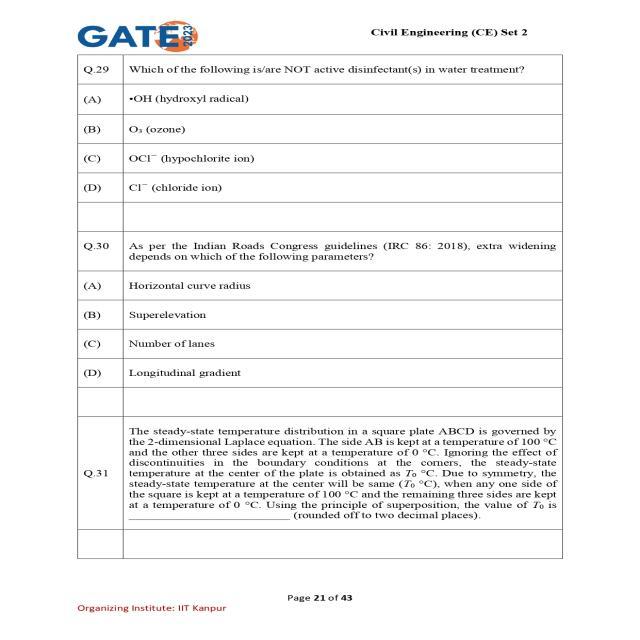 GATE 2023
Civil Engineering (CE) Set 2
Q.29 Which of the following is/are NOT active disinfectant(s) in water treatment?
(A) •OH (hydroxyl radical)
(B) O₃ (ozone)
(C) OCl⁻ (hypochlorite ion)
(D) Cl⁻ (chloride ion)
Q.30 As per the Indian Roads Congress guidelines (IRC 86: 2018), extra widening
depends on which of the following parameters?
(A) Horizontal curve radius
(B) Superelevation
(C) Number of lanes
(D) Longitudinal gradient
The steady-state temperature distribution in a square plate ABCD is governed by
the 2-dimensional Laplace equation. The side AB is kept at a temperature of 100 °C
and the other three sides are kept at a temperature of 0 °C. Ignoring the effect of
discontinuities in the boundary conditions at the corners, the steady-state
Q.31 temperature at the center of the plate is obtained as T₀ °C. Due to symmetry, the
steady-state temperature at the center will be same (T₀ °C), when any one side of
the square is kept at a temperature of 100 °C and the remaining three sides are kept
at a temperature of 0 °C. Using the principle of superposition, the value of T₀ is
____________________________ (rounded off to two decimal places).
Page 21 of 43
Organizing Institute: IIT Kanpur